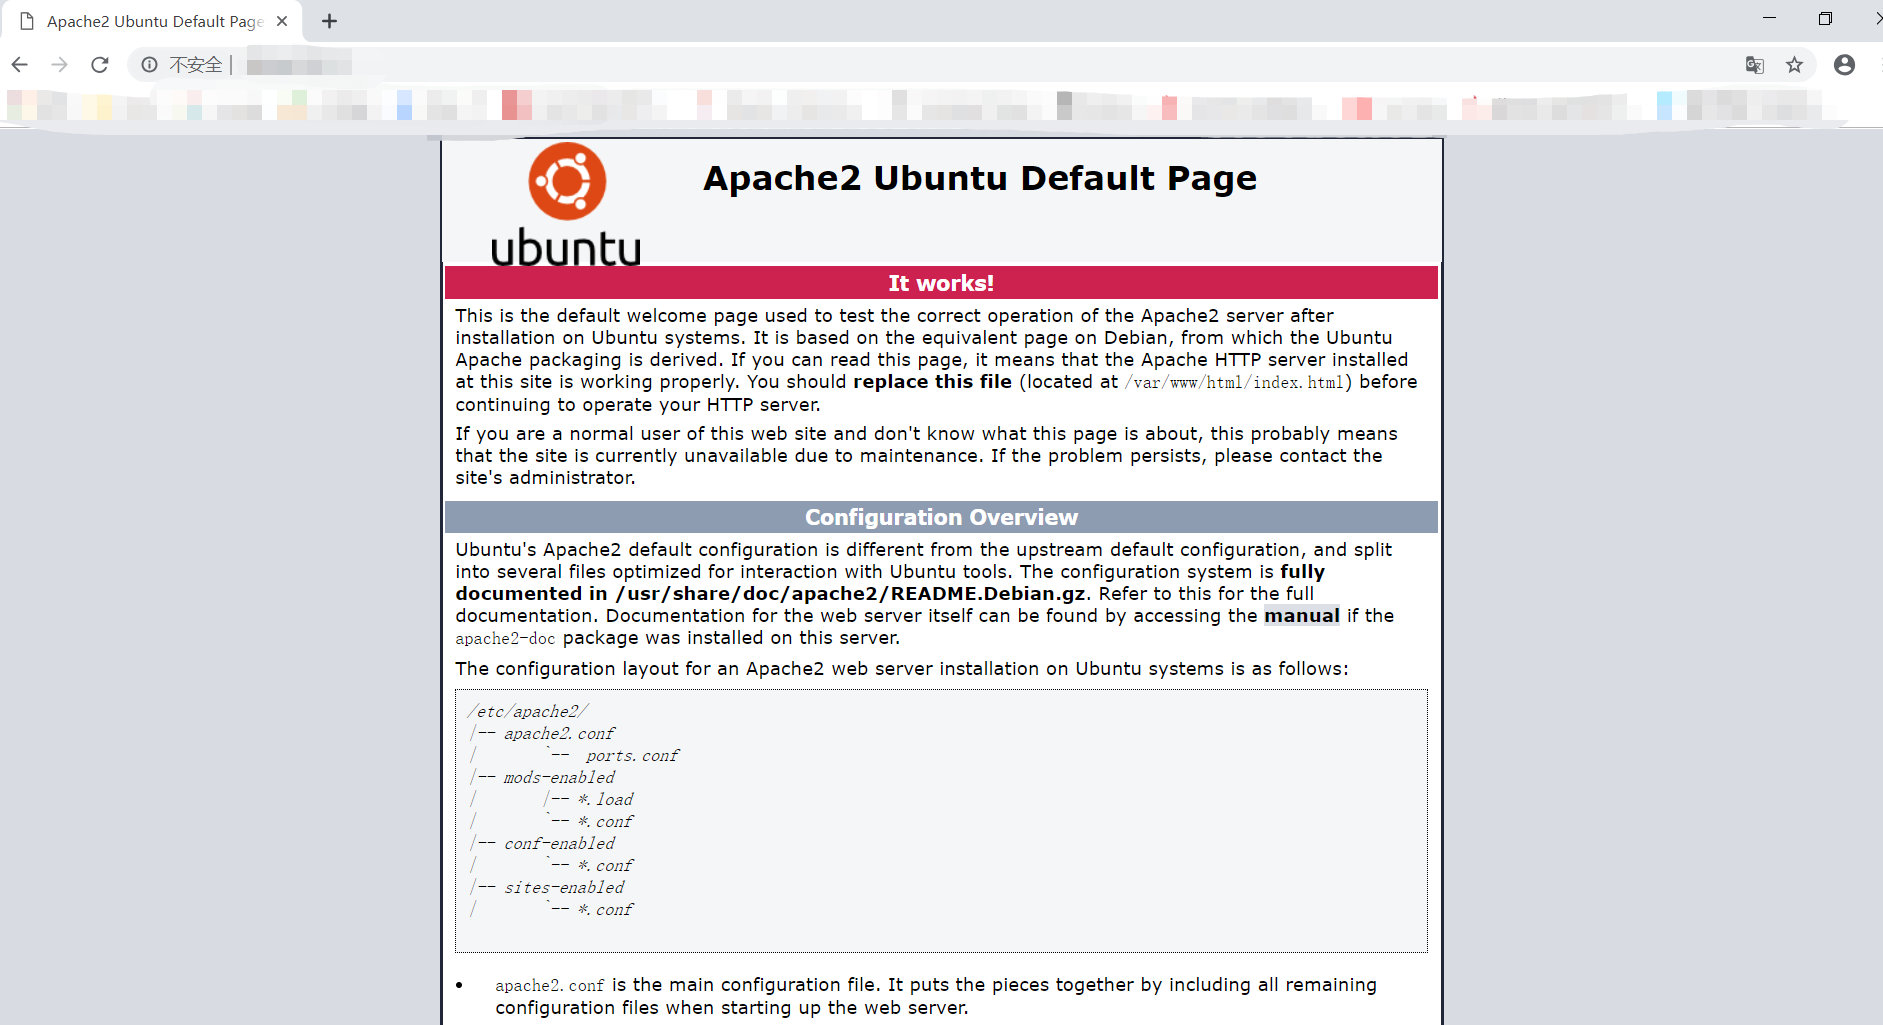 Apache2 Ubuntu Default Page
不安全
Apache2 Ubuntu Default Page
ubuntu
It works!
This is the default welcome page used to test the correct operation of the Apache2 server after
installation on Ubuntu systems. It is based on the equivalent page on Debian, from which the Ubuntu
Apache packaging is derived. If you can read this page, it means that the Apache HTTP server installed
at this site is working properly. You should replace this file (located at /var/www/html/index.html) before
continuing to operate your HTTP server.
If you are a normal user of this web site and don't know what this page is about, this probably means
that the site is currently unavailable due to maintenance. If the problem persists, please contact the
site's administrator.
Configuration Overview
Ubuntu's Apache2 default configuration is different from the upstream default configuration, and split
into several files optimized for interaction with Ubuntu tools. The configuration system is fully
documented in /usr/share/doc/apache2/README.Debian.gz. Refer to this for the full
documentation. Documentation for the web server itself can be found by accessing the manual if the
apache2-doc package was installed on this server.
The configuration layout for an Apache2 web server installation on Ubuntu systems is as follows:
/etc/apache2/
|-- apache2.conf
|       `--  ports.conf
|-- mods-enabled
|       |-- *.load
|       `-- *.conf
|-- conf-enabled
|       `-- *.conf
|-- sites-enabled
|       `-- *.conf
• apache2.conf is the main configuration file. It puts the pieces together by including all remaining
configuration files when starting up the web server.